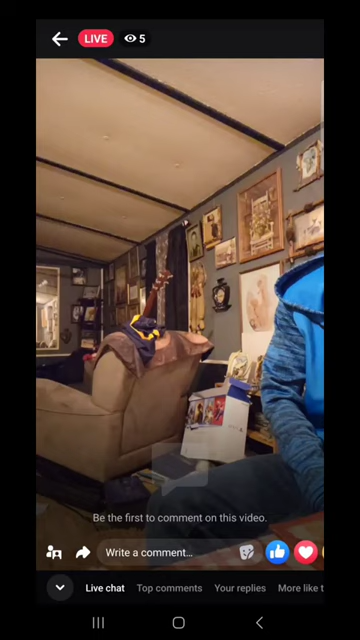 LIVE 5
Be the first to comment on this video.
Write a comment...
Live chat Top comments Your replies More like t